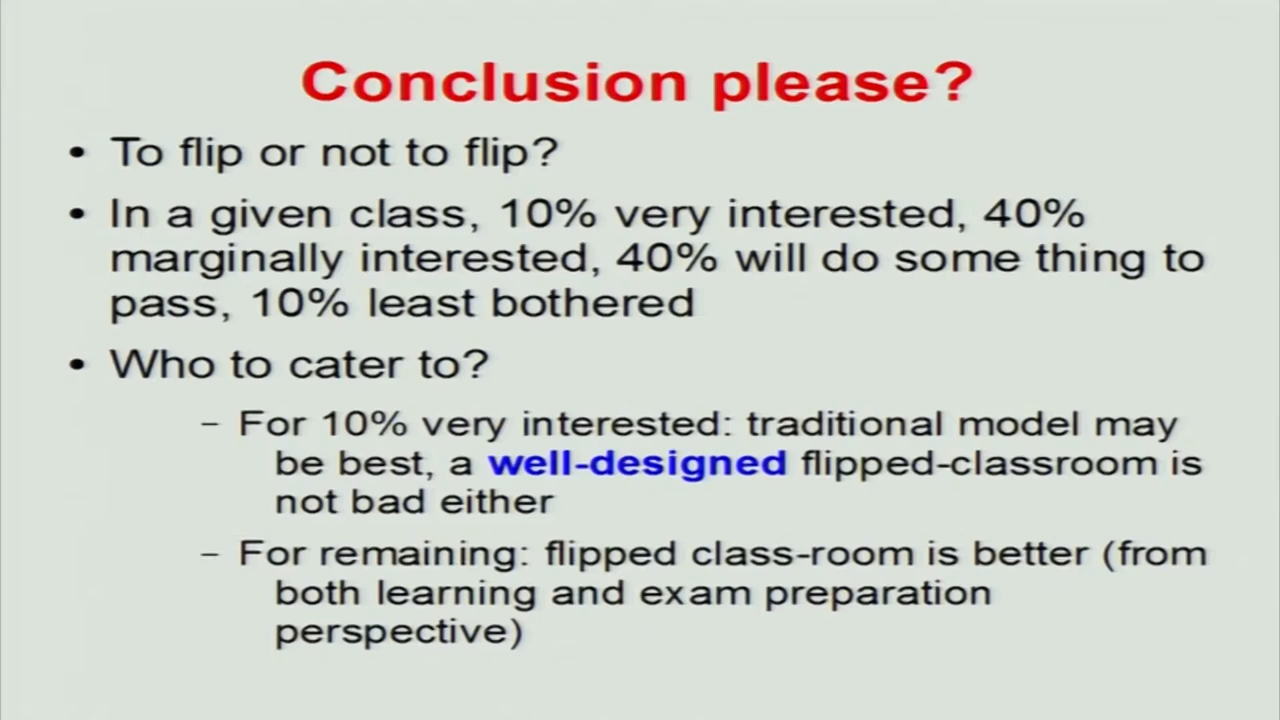 Conclusion please?
• To flip or not to flip?
• In a given class, 10% very interested, 40%
marginally interested, 40% will do some thing to
pass, 10% least bothered
• Who to cater to?
– For 10% very interested: traditional model may
be best, a well-designed flipped-classroom is
not bad either
– For remaining: flipped class-room is better (from
both learning and exam preparation
perspective)